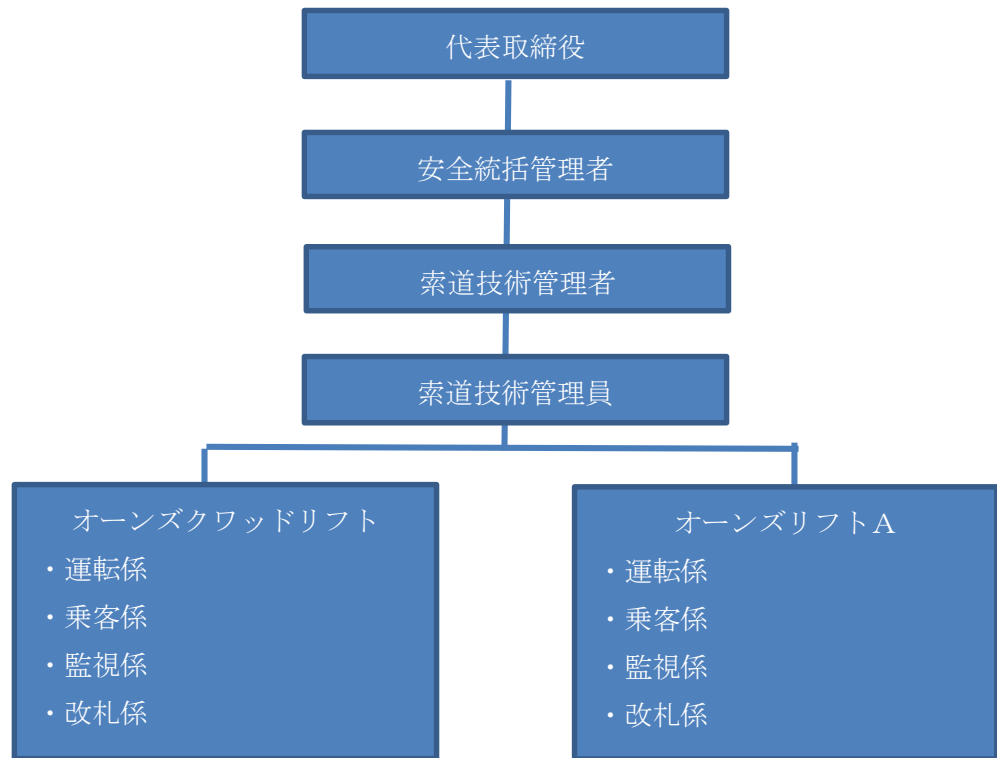 代表取締役
安全統括管理者
索道技術管理者
索道技術管理員
オーンズクワッドリフト
・運転係
・乗客係
・監視係
・改札係
オーンズリフトＡ
・運転係
・乗客係
・監視係
・改札係